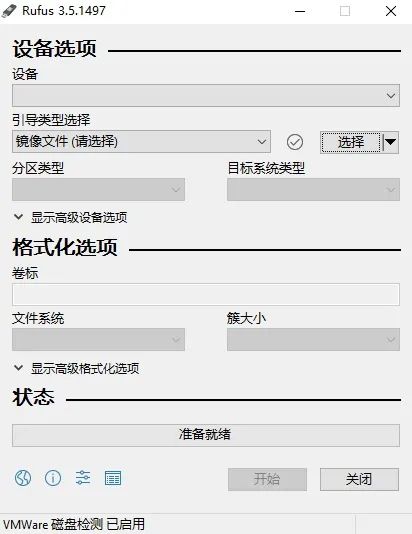 Rufus 3.5.1497
设备选项
设备
引导类型选择
镜像文件 (请选择)
选择
分区类型
目标系统类型
显示高级设备选项
格式化选项
卷标
文件系统
簇大小
显示高级格式化选项
状态
准备就绪
开始
关闭
VMWare 磁盘检测 已启用